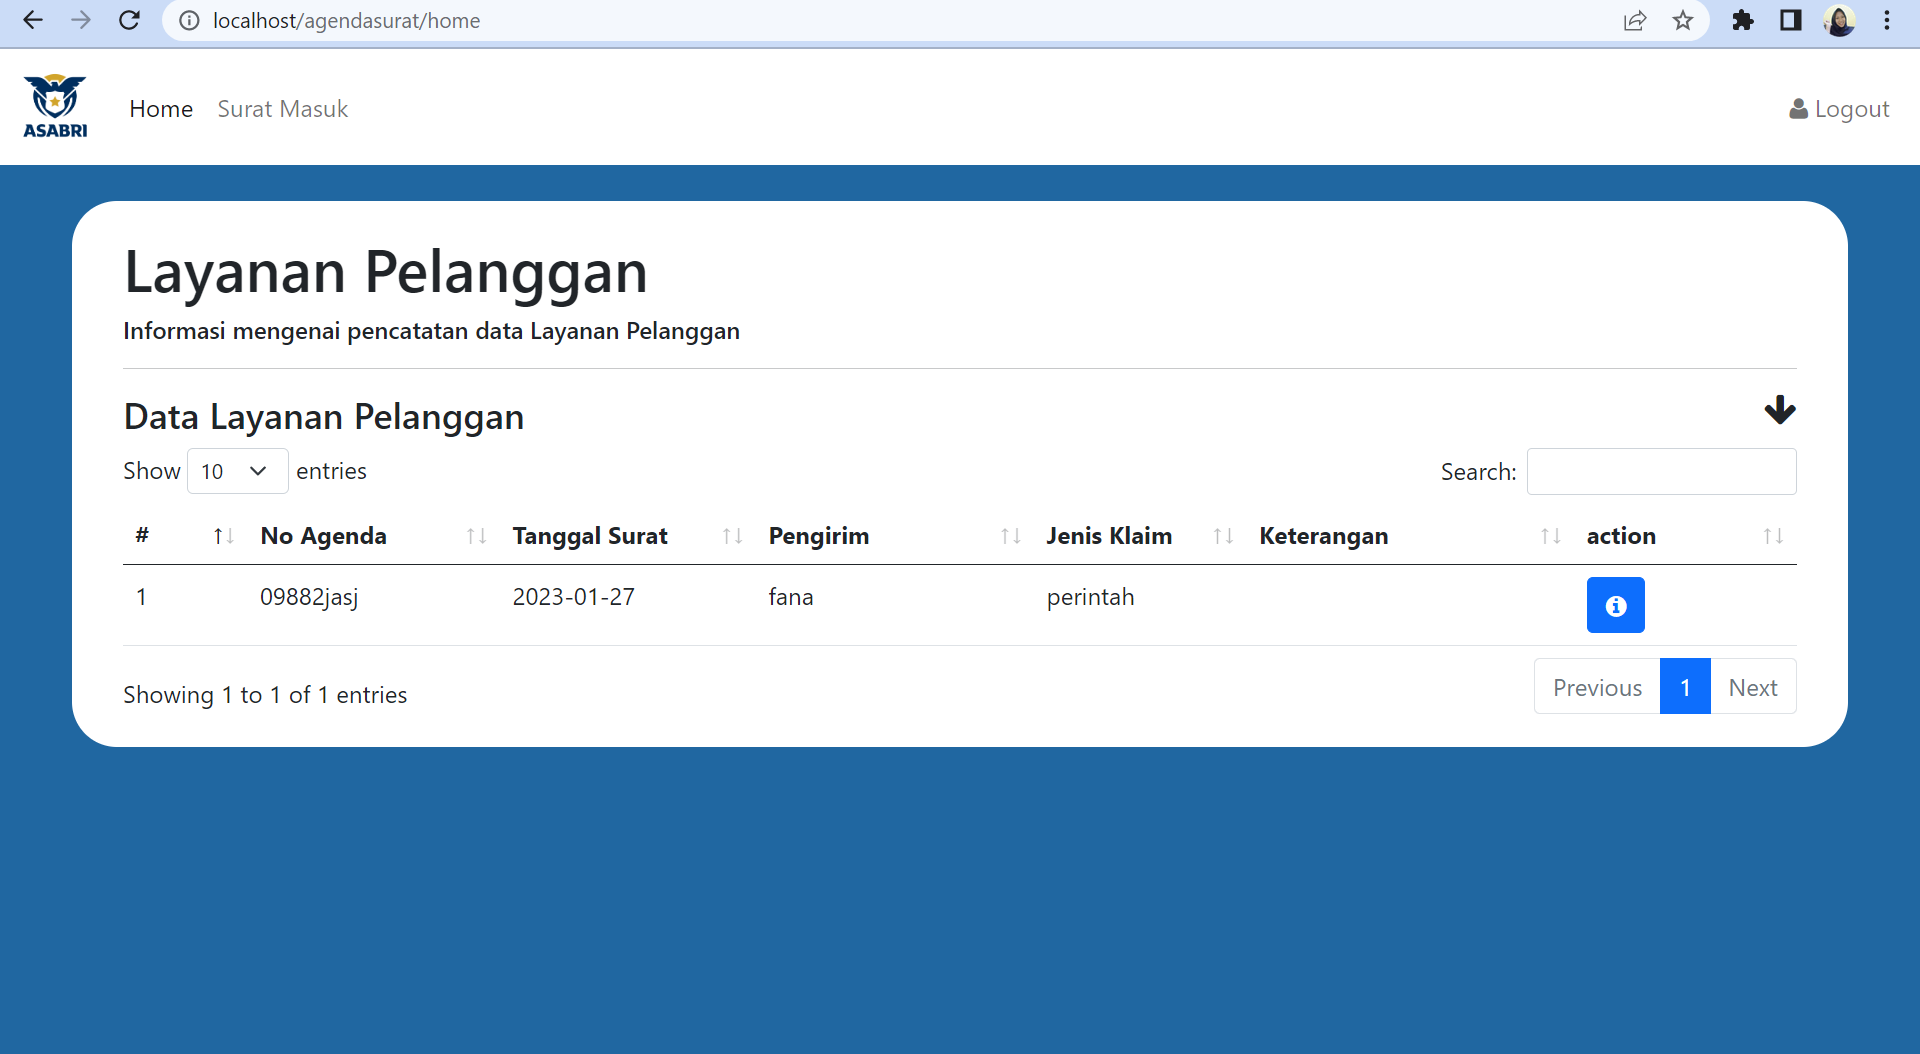 localhost/agendasurat/home
ASABRI
Home Surat Masuk Logout
Layanan Pelanggan
Informasi mengenai pencatatan data Layanan Pelanggan
Data Layanan Pelanggan
Show 10 entries Search:
# No Agenda Tanggal Surat Pengirim Jenis Klaim Keterangan action
1 09882jasj 2023-01-27 fana perintah
Showing 1 to 1 of 1 entries Previous 1 Next